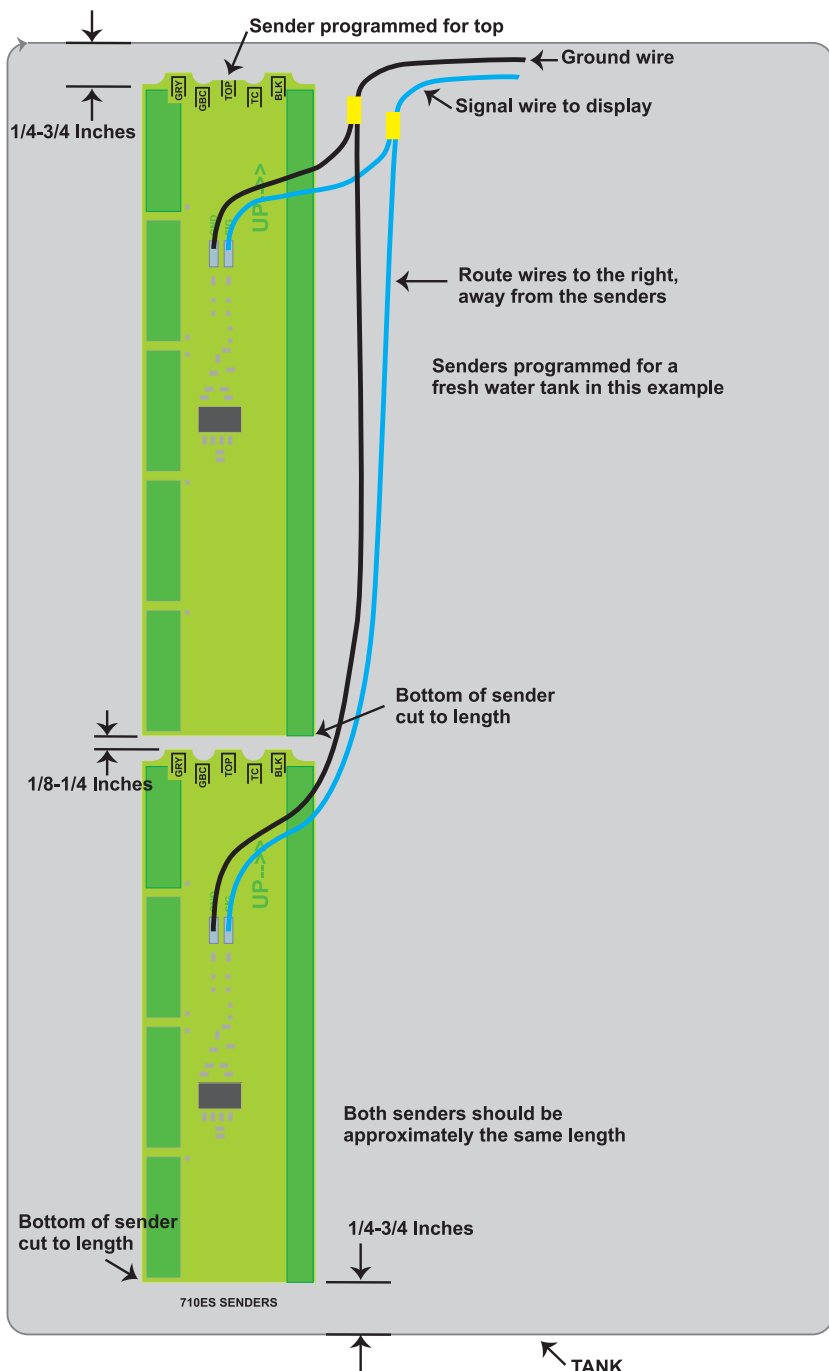 Sender programmed for top
Ground wire
Signal wire to display
1/4-3/4 Inches
GRY
GBC
TOP
TC
BLK
UP-->>
GND
SIG
Route wires to the right,
away from the senders
Senders programmed for a
fresh water tank in this example
Bottom of sender
cut to length
1/8-1/4 Inches
GRY
GBC
TOP
TC
BLK
UP-->>
SIG
Both senders should be
approximately the same length
Bottom of sender
cut to length
1/4-3/4 Inches
710ES SENDERS
TANK